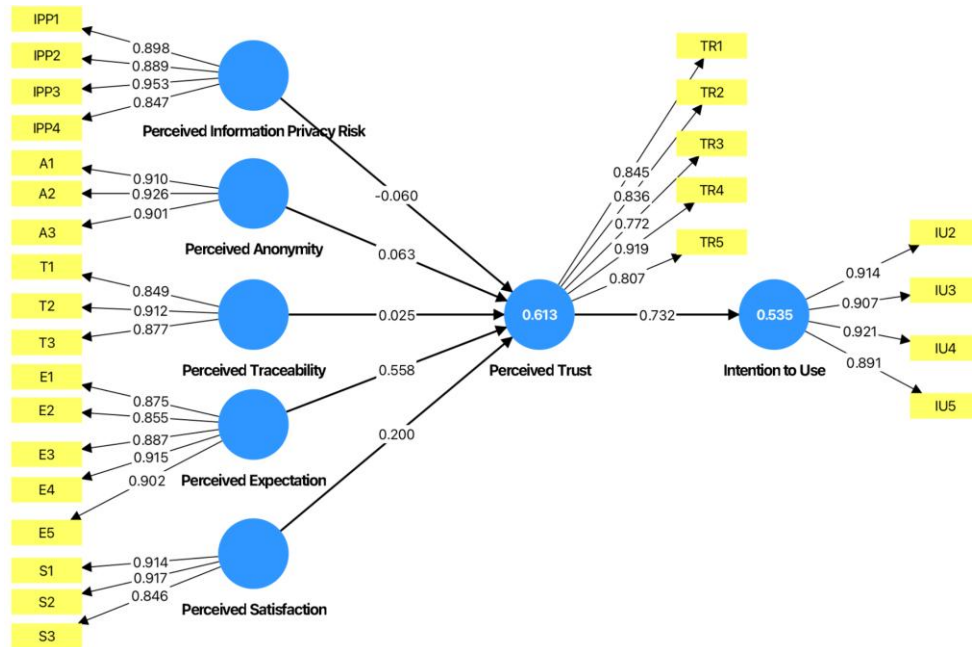 IPP1
IPP2
IPP3
IPP4
0.898
0.889
0.953
0.847
Perceived Information Privacy Risk
-0.060
A1
A2
A3
0.910
0.926
0.901
Perceived Anonymity
0.063
T1
T2
T3
0.849
0.912
0.877
Perceived Traceability
0.025
E1
E2
E3
E4
E5
0.875
0.855
0.887
0.915
0.902
Perceived Expectation
0.558
S1
S2
S3
0.914
0.917
0.846
Perceived Satisfaction
0.200
TR1
TR2
TR3
TR4
TR5
0.845
0.836
0.772
0.919
0.807
0.613
Perceived Trust
0.732
0.535
Intention to Use
0.914
0.907
0.921
0.891
IU2
IU3
IU4
IU5